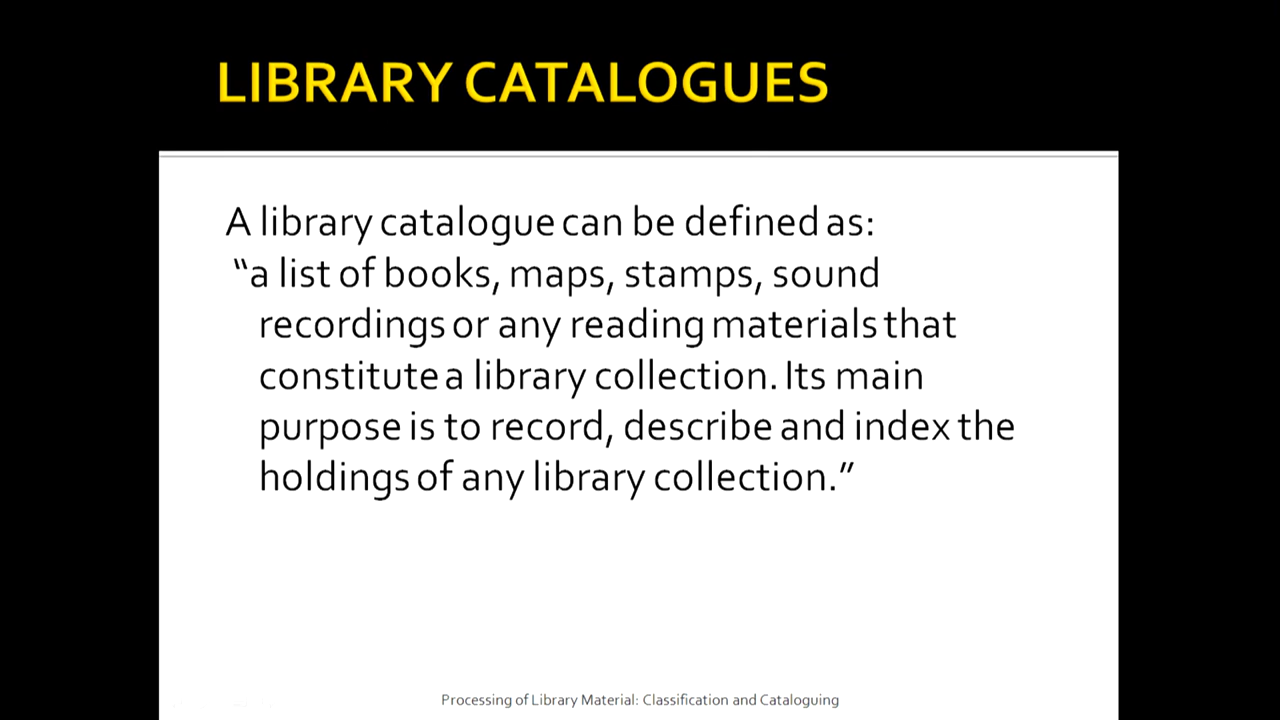 LIBRARY CATALOGUES
A library catalogue can be defined as:
“a list of books, maps, stamps, sound
recordings or any reading materials that
constitute a library collection. Its main
purpose is to record, describe and index the
holdings of any library collection.”
Processing of Library Material: Classification and Cataloguing